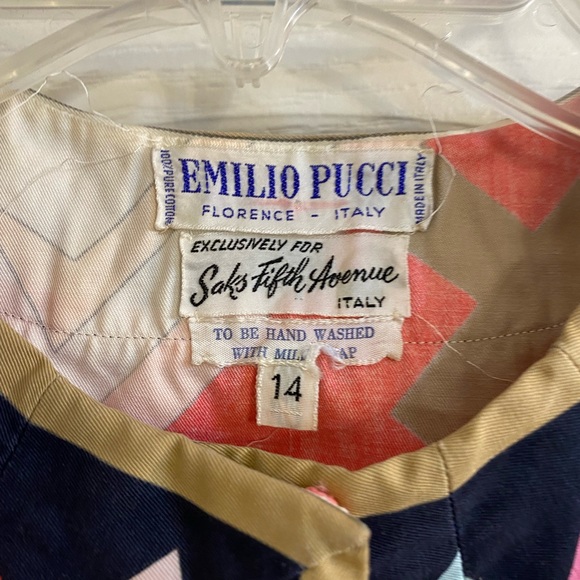 100% PURE COTTON
EMILIO PUCCI
MADE IN ITALY
FLORENCE - ITALY
EXCLUSIVELY FOR
Saks Fifth Avenue
ITALY
TO BE HAND WASHED
WITH
14